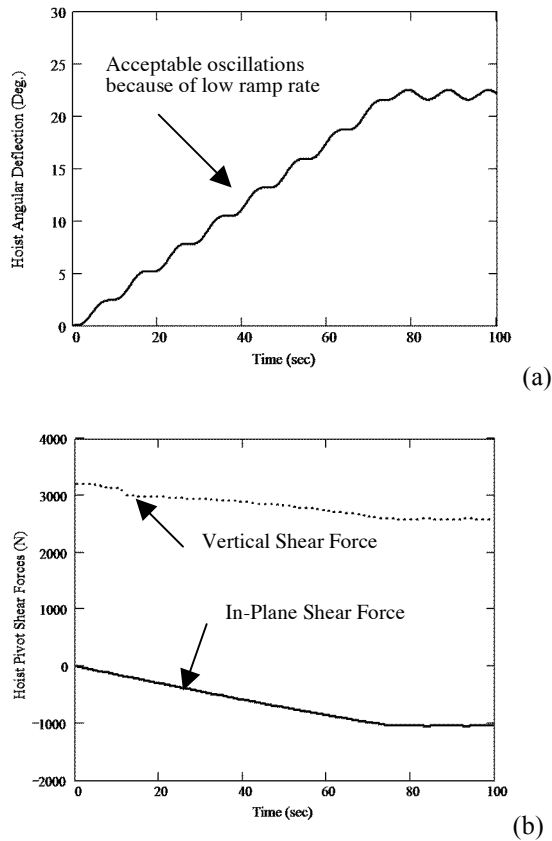 30
25
20
15
10
5
0
Hoist Angular Deflection (Deg.)
Acceptable oscillations
because of low ramp rate
0
20
40
60
80
100
Time (sec)
(a)
4000
3000
2000
1000
0
−1000
−2000
Hoist Pivot Shear Forces (N)
Vertical Shear Force
In-Plane Shear Force
0
20
40
60
80
100
Time (sec)
(b)